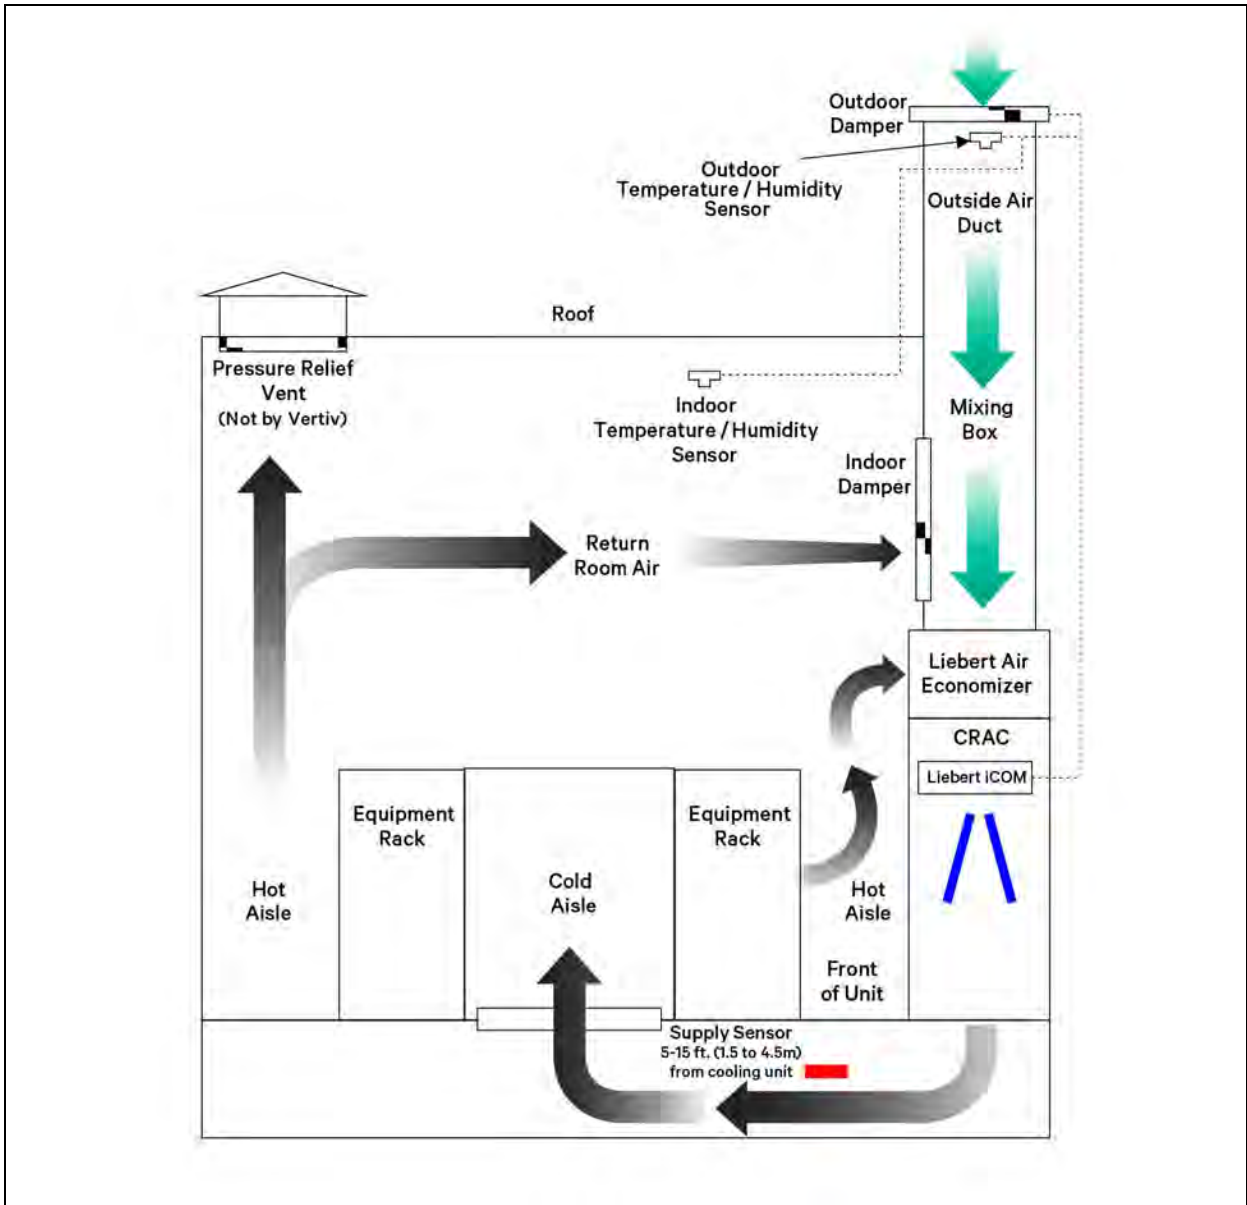 Outdoor
Damper
Outdoor
Temperature / Humidity
Sensor
Outside Air
Duct
Roof
Pressure Relief
Vent
(Not by Vertiv)
Indoor
Temperature / Humidity
Sensor
Mixing
Box
Indoor
Damper
Return
Room Air
Liebert Air
Economizer
CRAC
Liebert iCOM
Equipment
Rack
Equipment
Rack
Hot
Aisle
Cold
Aisle
Hot
Aisle
Front
of Unit
Supply Sensor
5-15 ft. (1.5 to 4.5m)
from cooling unit